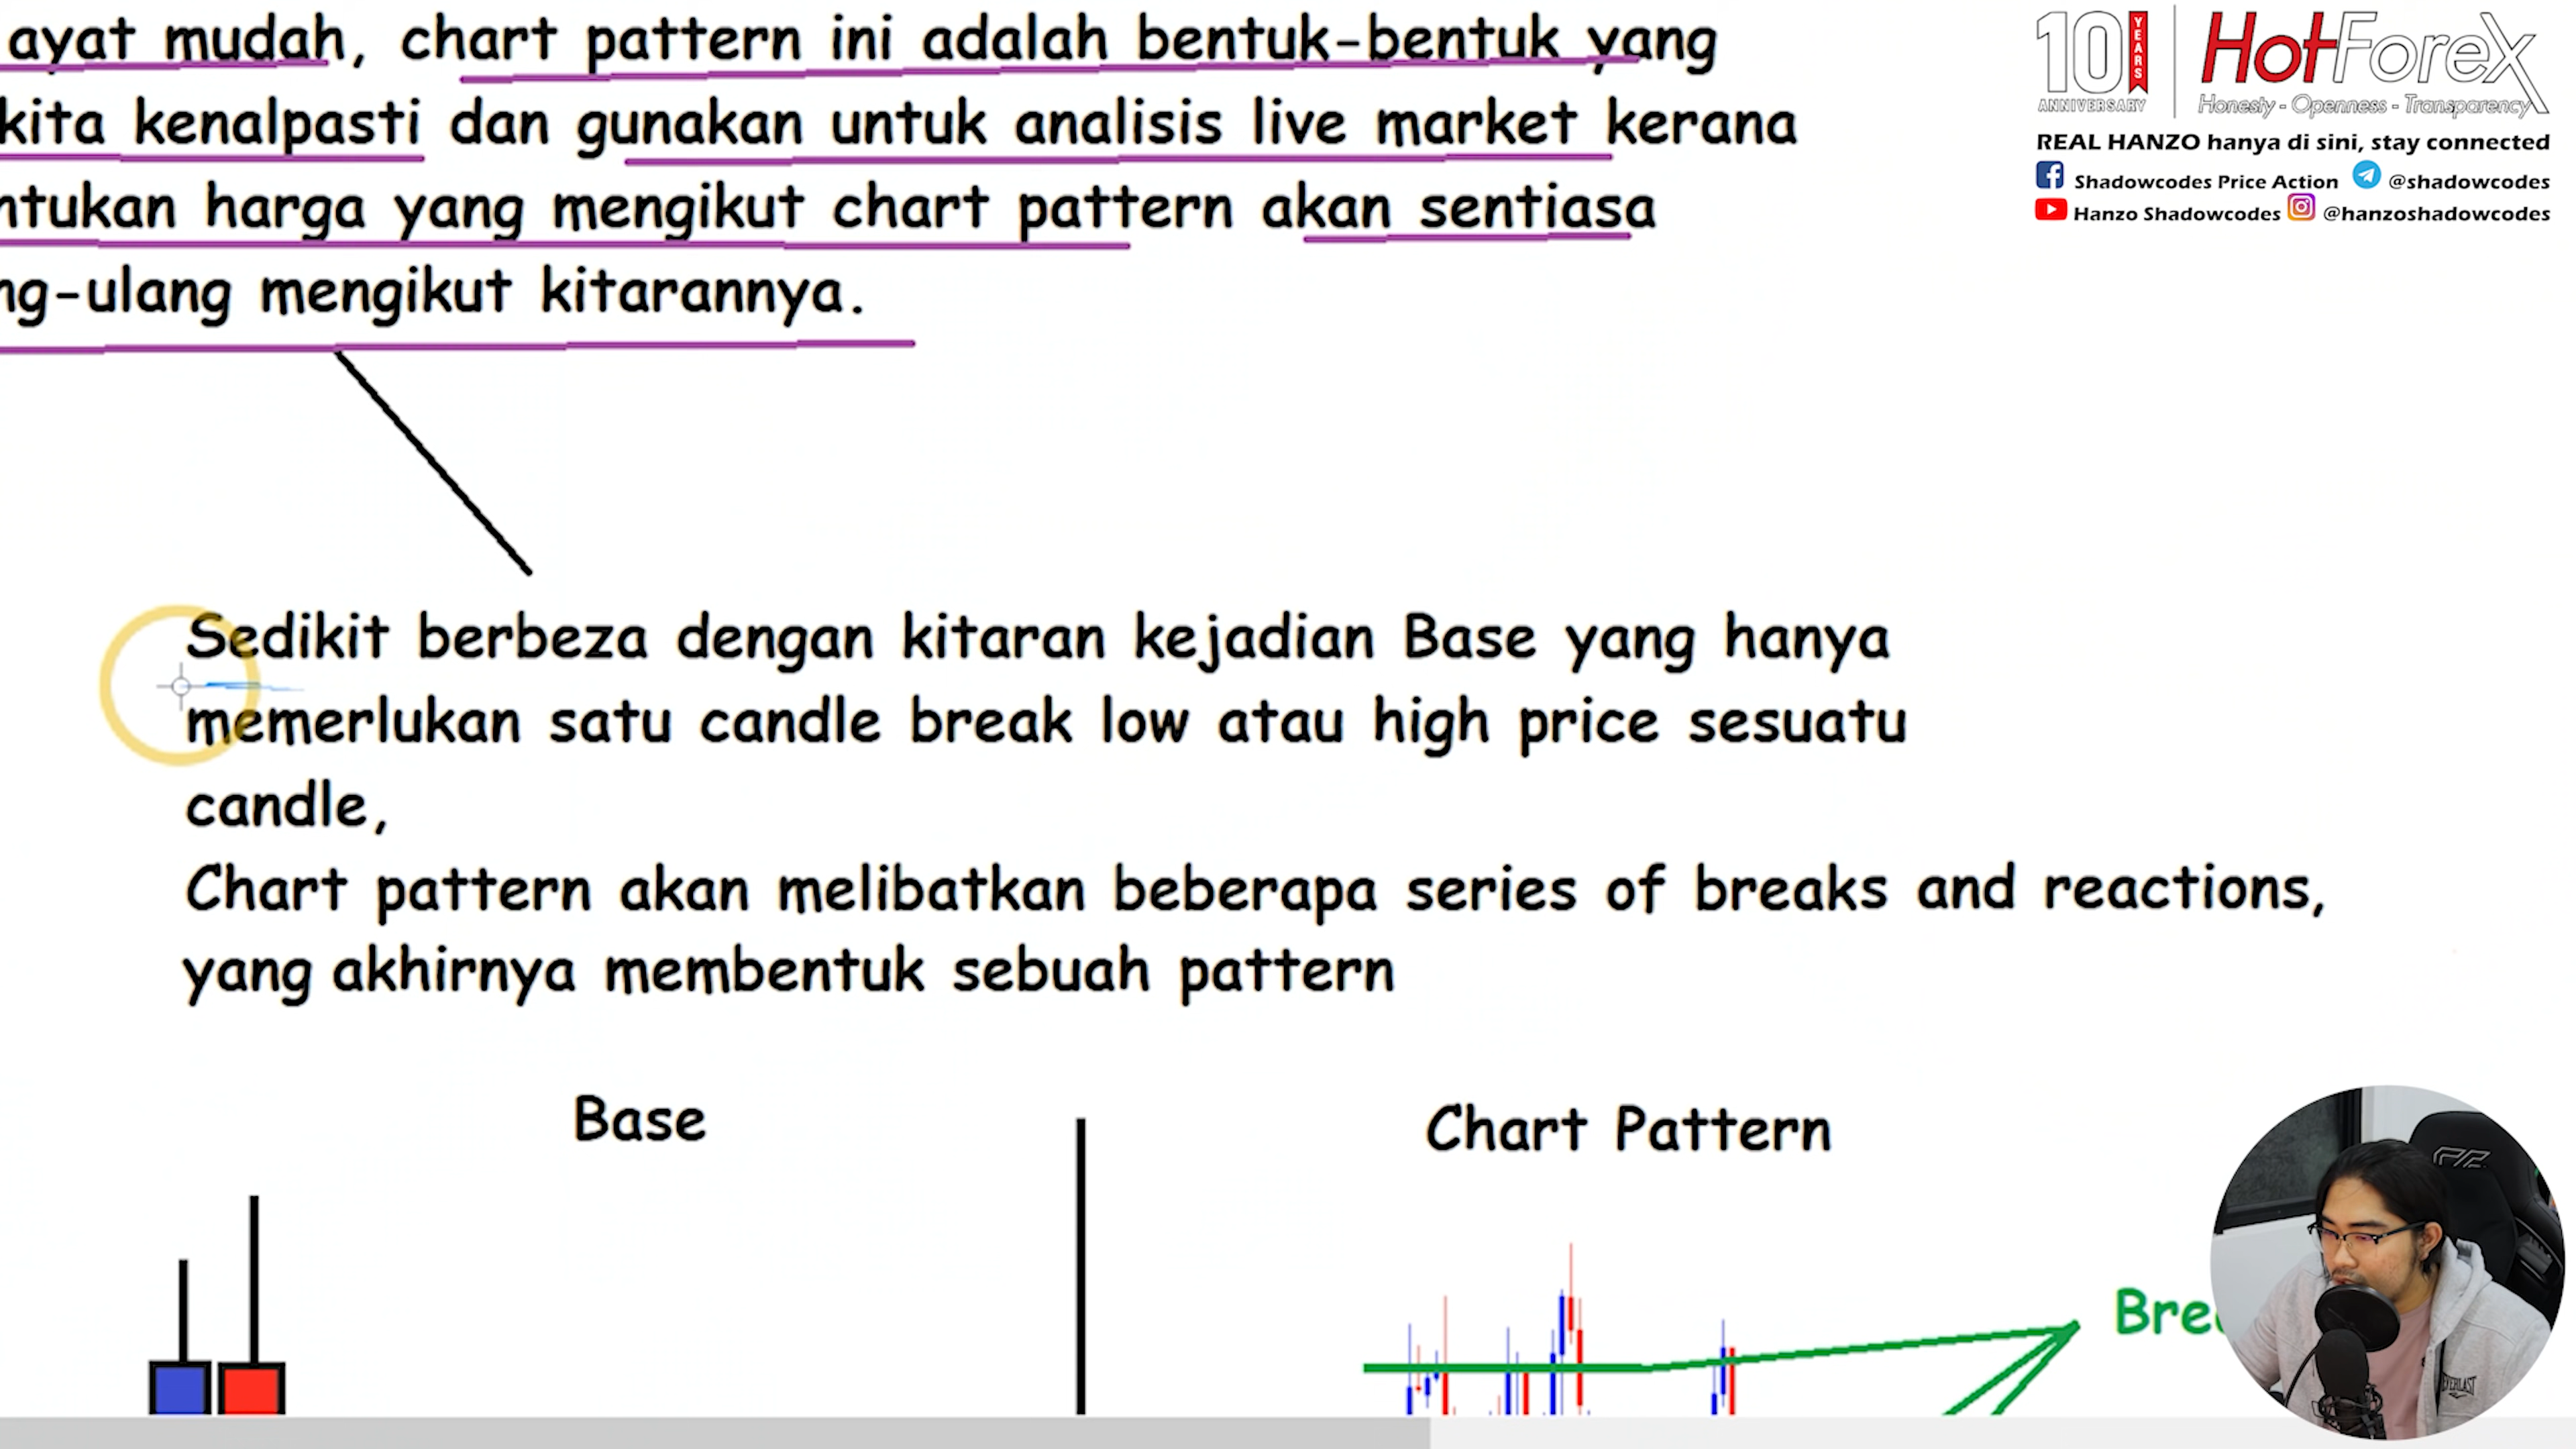 ayat mudah, chart pattern ini adalah bentuk-bentuk yang
kita kenalpasti dan gunakan untuk analisis live market kerana
ntukan harga yang mengikut chart pattern akan sentiasa
ng-ulang mengikut kitarannya.
10 YEARS
ANNIVERSARY
HotForex
Honesty - Openness - Transparency
REAL HANZO hanya di sini, stay connected
Shadowcodes Price Action @shadowcodes
Hanzo Shadowcodes @hanzoshadowcodes
Sedikit berbeza dengan kitaran kejadian Base yang hanya
memerlukan satu candle break low atau high price sesuatu
candle,
Chart pattern akan melibatkan beberapa series of breaks and reactions,
yang akhirnya membentuk sebuah pattern
Base
Chart Pattern
Bre
EVERLAST